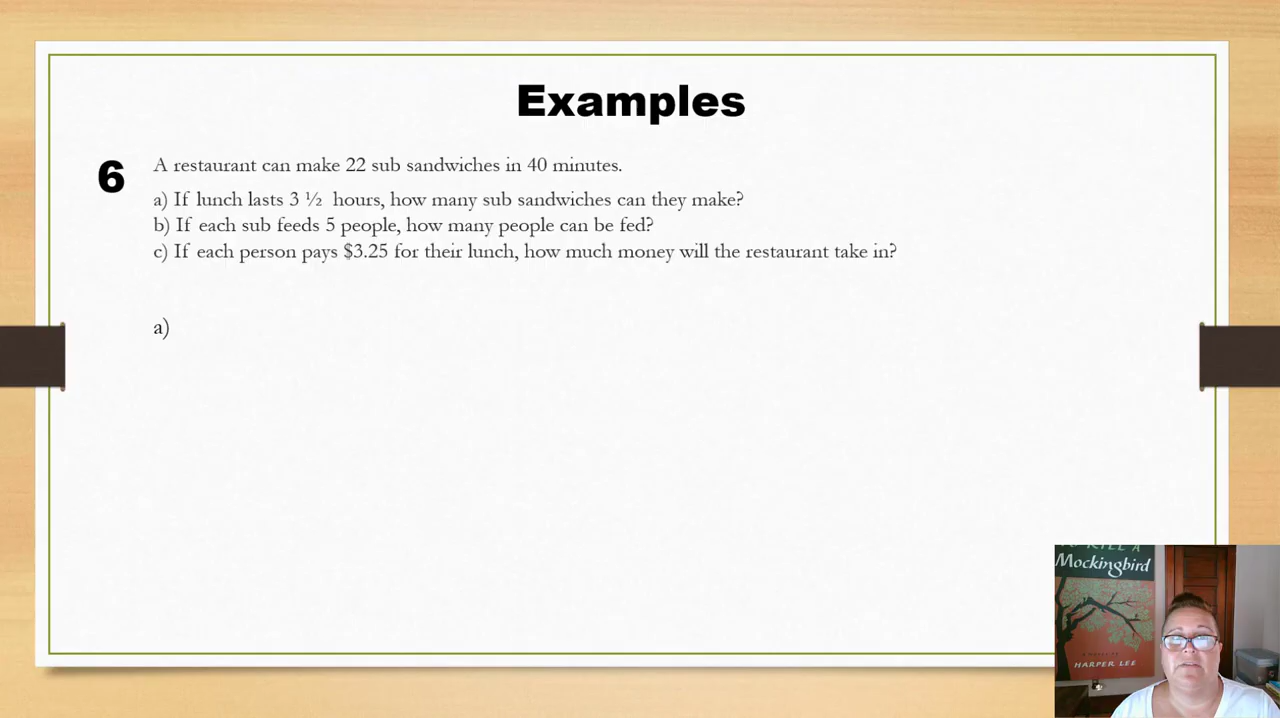 Examples
6
A restaurant can make 22 sub sandwiches in 40 minutes.
a) If lunch lasts 3 ½ hours, how many sub sandwiches can they make?
b) If each sub feeds 5 people, how many people can be fed?
c) If each person pays $3.25 for their lunch, how much money will the restaurant take in?
a)
TO KILL A
Mockingbird
HARPER LEE